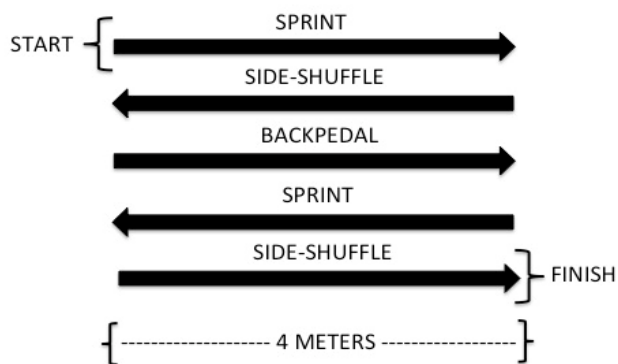 SPRINT
START
SIDE-SHUFFLE
BACKPEDAL
SPRINT
SIDE-SHUFFLE
FINISH
4 METERS